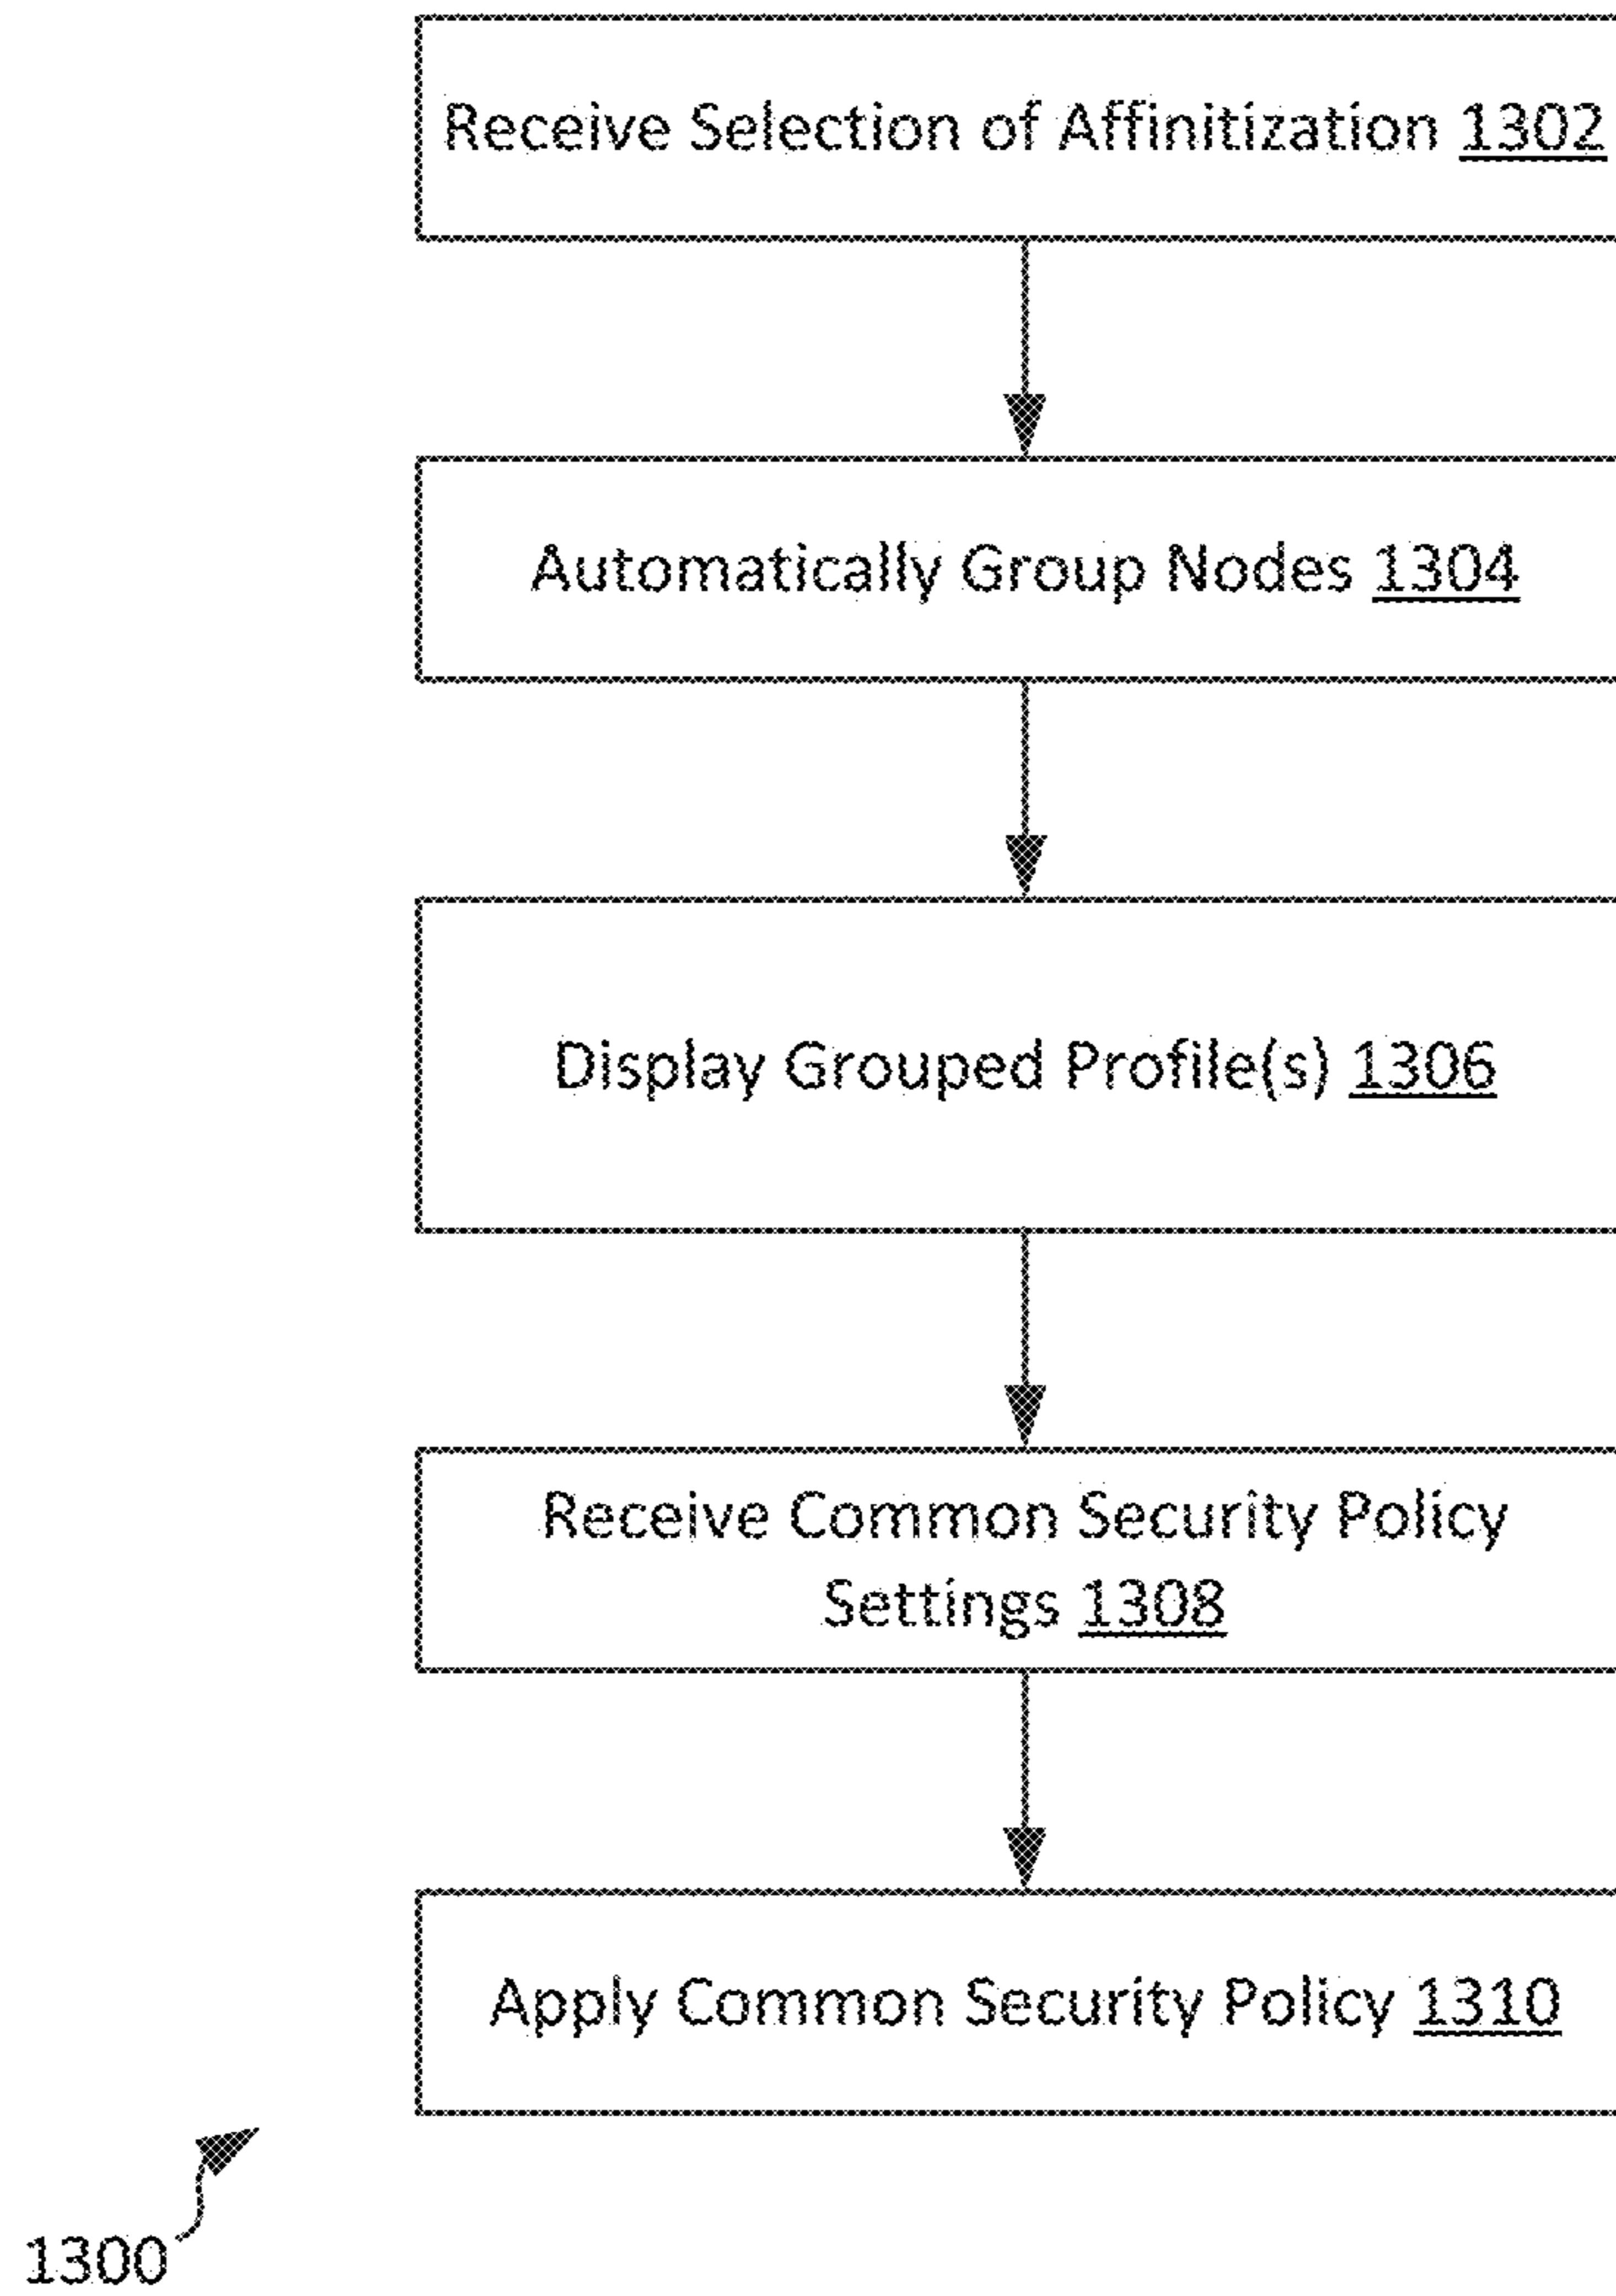 Receive Selection of Affinitization 1302
Automatically Group Nodes 1304
Display Grouped Profile(s) 1306
Receive Common Security Policy
Settings 1308
Apply Common Security Policy 1310
1300